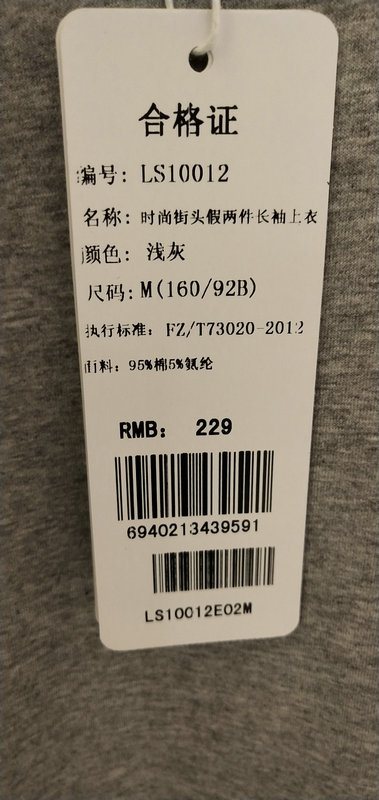 合格证
编号: LS10012
名称: 时尚街头假两件长袖上衣
颜色: 浅灰
尺码: M(160/92B)
执行标准: FZ/T73020-2012
面料: 95%棉5%氨纶
RMB: 229
6940213439591
LS10012E02M